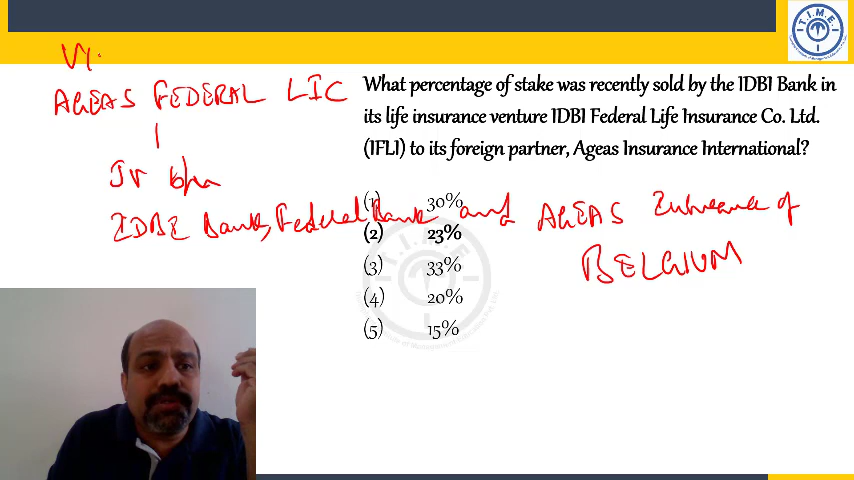 T.I.M.E.
What percentage of stake was recently sold by the IDBI Bank in
its life insurance venture IDBI Federal Life Insurance Co. Ltd.
(IFLI) to its foreign partner, Ageas Insurance International?
(1) 30%
(2) 23%
(3) 33%
(4) 20%
(5) 15%
AGEAS FEDERAL LIC
JV b/n
IDBI Bank, Federal Bank and AGEAS Insurance of
BELGIUM